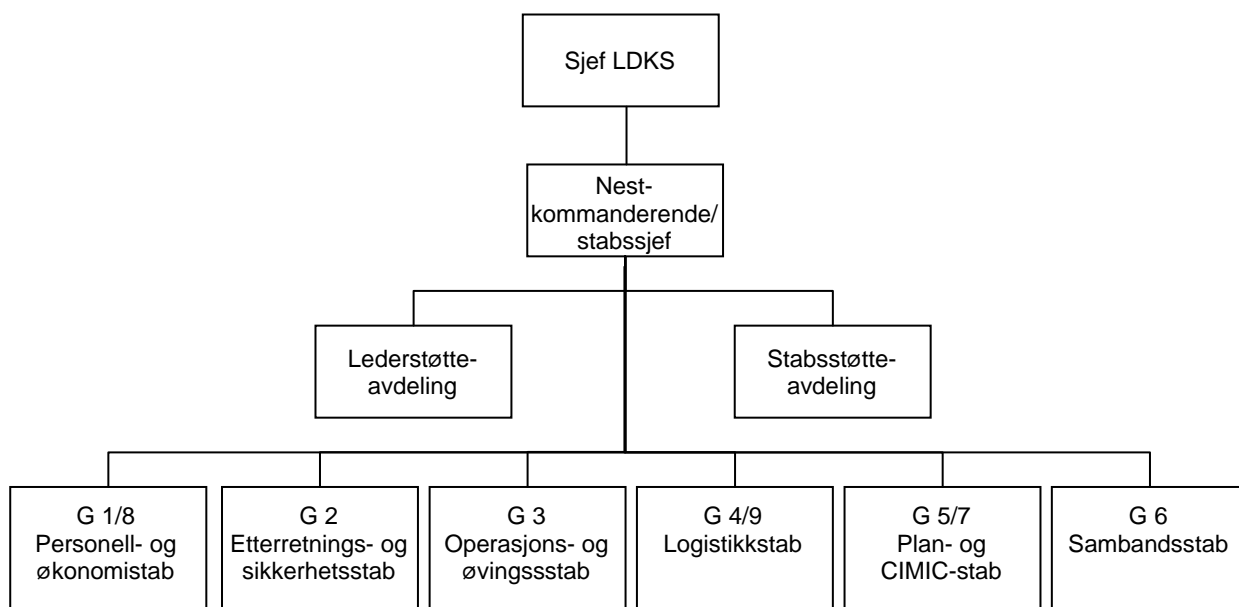 Sjef LDKS
Nest-
kommanderende/
stabssjef
Lederstøtte-
avdeling
Stabsstøtte-
avdeling
G 1/8
Personell- og
økonomistab
G 2
Etterretnings- og
sikkerhetsstab
G 3
Operasjons- og
øvingssstab
G 4/9
Logistikkstab
G 5/7
Plan- og
CIMIC-stab
G 6
Sambandsstab